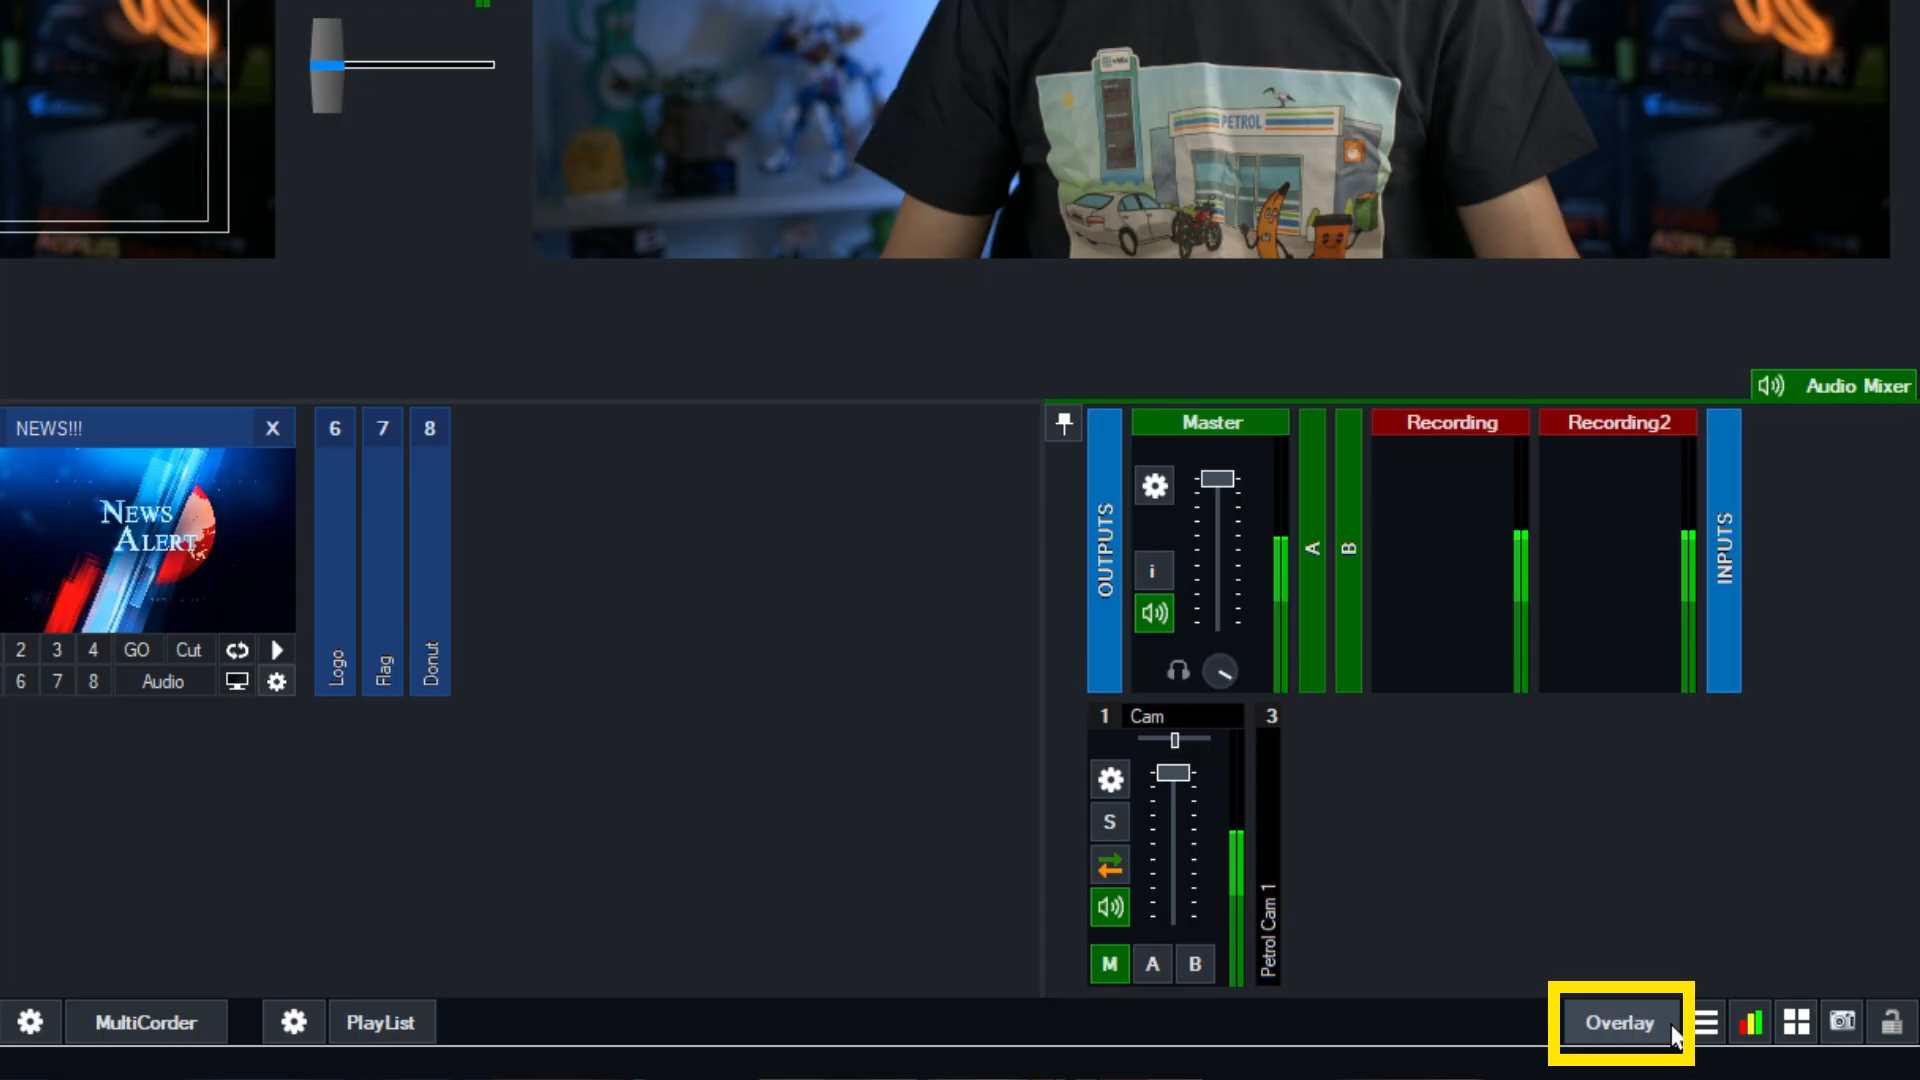 PETROL
Audio Mixer
NEWS!!!
X
6
7
8
NEWS
ALERT
2
3
4
GO
Cut
6
7
8
Audio
Logo
Flag
Donut
OUTPUTS
Master
i
A
B
Recording
Recording2
INPUTS
1
Cam
S
M
A
B
3
Petrol Cam 1
MultiCorder
PlayList
Overlay